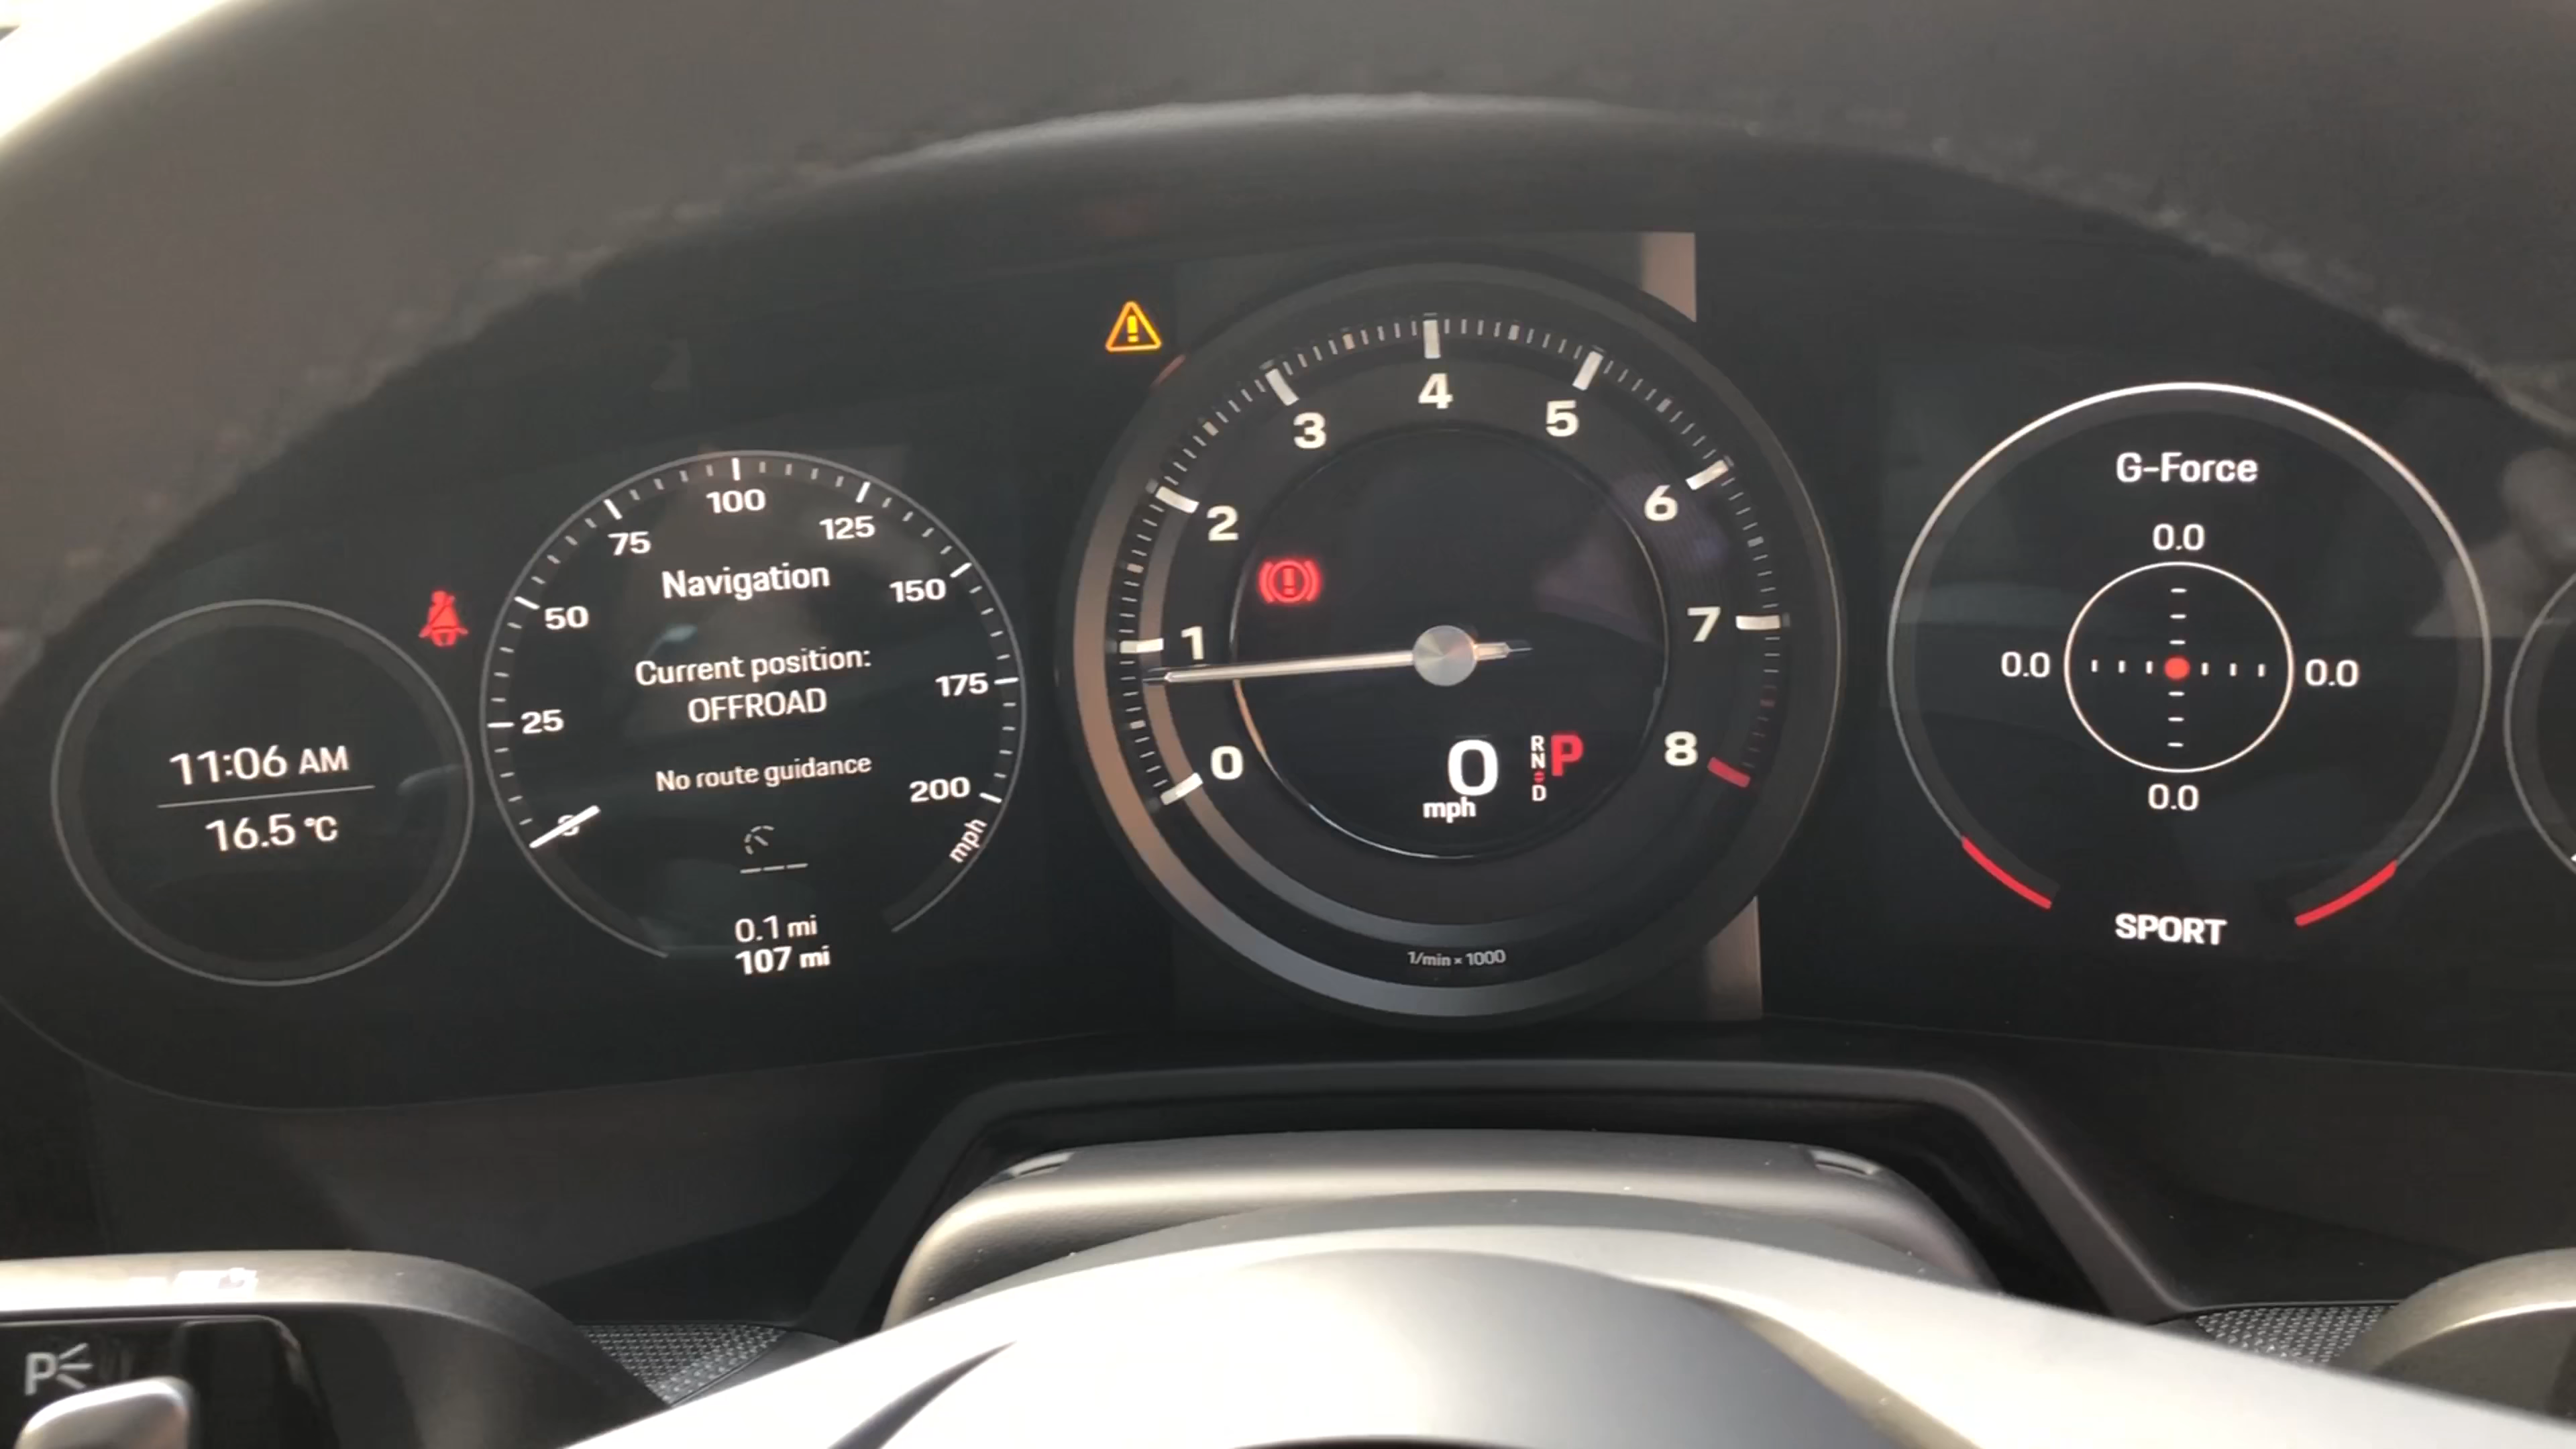 11:06 AM
16.5 °C
25
50
75
100
125
150
175
200
mph
Navigation
Current position:
OFFROAD
No route guidance
0.1 mi
107 mi
0
1
2
3
4
5
6
7
8
0
mph
R
N
D
P
1/min x 1000
G-Force
0.0
0.0
0.0
0.0
SPORT
P